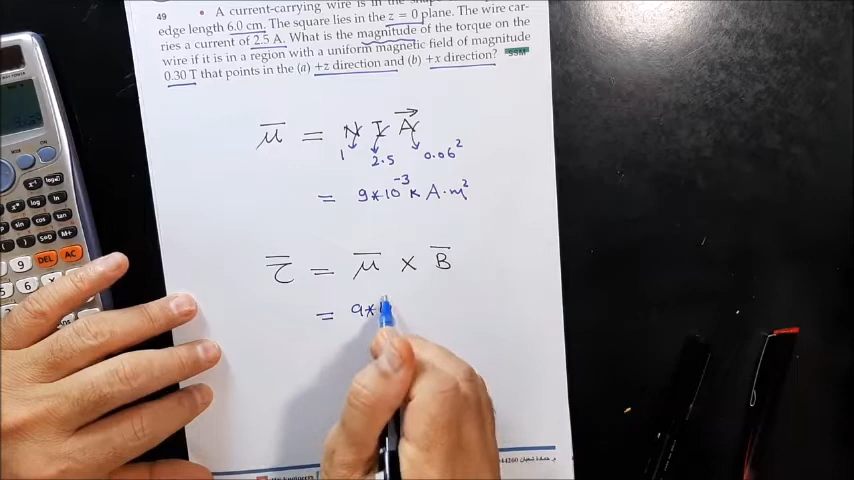 49 • A current-carrying wire is in the shape
edge length 6.0 cm. The square lies in the z = 0 plane. The wire car-
ries a current of 2.5 A. What is the magnitude of the torque on the
wire if it is in a region with a uniform magnetic field of magnitude
0.30 T that points in the (a) +z direction and (b) +x direction? SSM
μ = N I A
1 2.5 0.06²
= 9*10⁻³ k A·m²
τ = μ × B
= 9*1